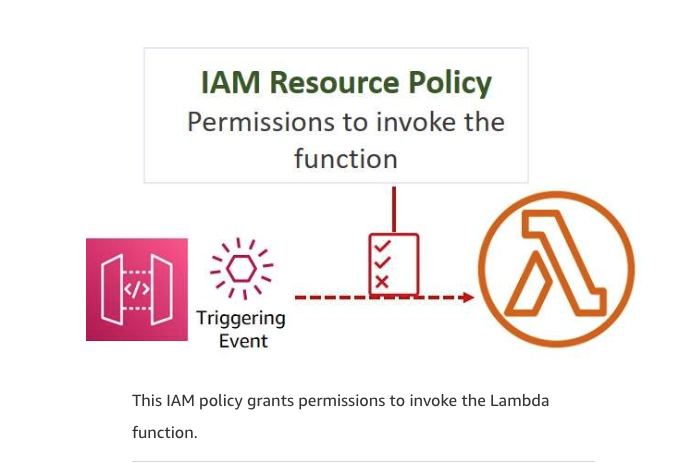 IAM Resource Policy
Permissions to invoke the
function
</>
Triggering
Event
This IAM policy grants permissions to invoke the Lambda
function.